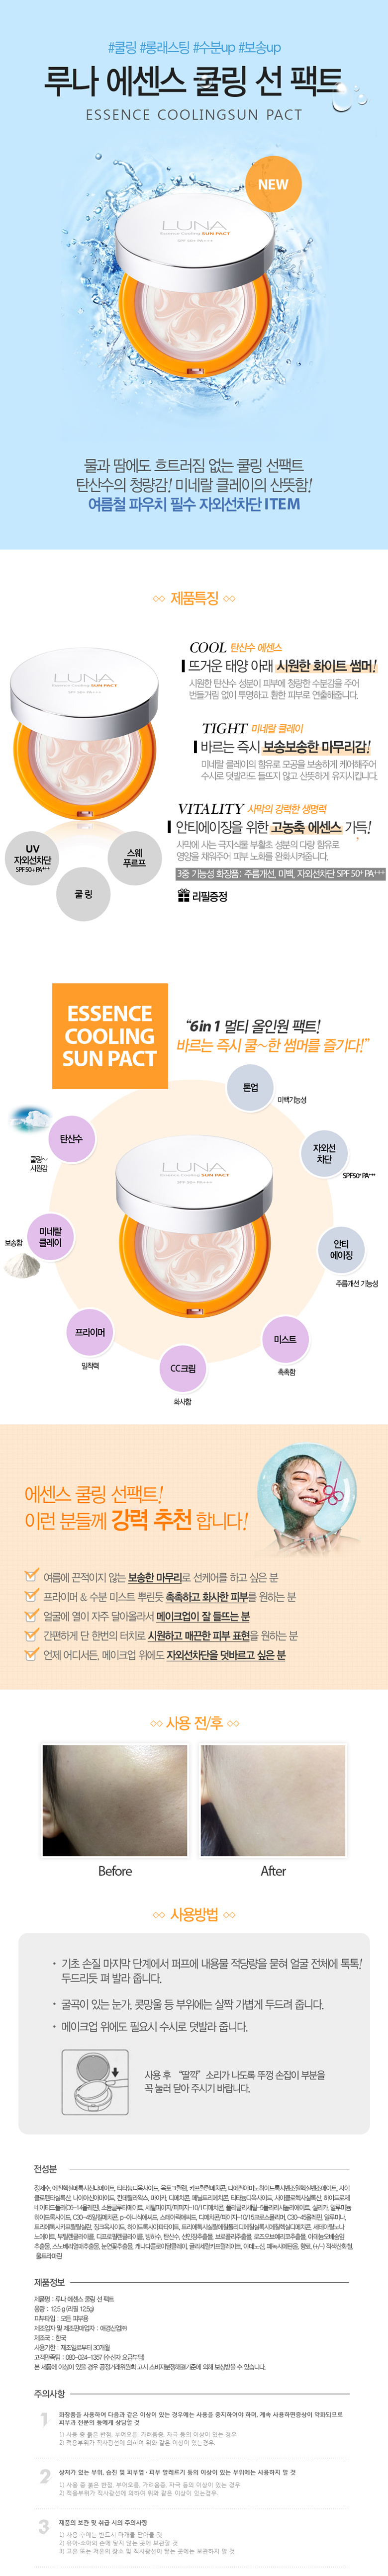 #쿨링 #롱래스팅 #수분up #보송up
루나 에센스 쿨링 선 팩트
ESSENCE COOLINGSUN PACT
NEW
LUNA
Essence Cooling SUN PACT
SPF 50+ PA++++
물과 땀에도 흐트러짐 없는 쿨링 선팩트
탄산수의 청량감! 미네랄 클레이의 산뜻함!
여름철 파우치 필수 자외선차단 ITEM
제품특징
COOL 탄산수 에센스
뜨거운 태양 아래 시원한 화이트 썸머!
시원한 탄산수 성분이 피부에 청량한 수분감을 주어
번들거림 없이 투명하고 환한 피부로 연출해줍니다.
TIGHT 미네랄 클레이
바르는 즉시 보송보송한 마무리감!
미네랄 클레이의 함유로 모공을 보송하게 케어해주어
수시로 덧발라도 들뜨지 않고 산뜻하게 유지시킵니다.
VITALITY 사막의 강력한 생명력
안티에이징을 위한 고농축 에센스 가득!
사막에 사는 극지식물 부활초 성분의 다량 함유로
영양을 채워주어 피부 노화를 완화시켜줍니다.
3중 기능성 화장품: 주름개선, 미백, 자외선차단 SPF 50+ PA+++
리필증정
LUNA
Essence Cooling SUN PACT
UV
자외선차단
SPF 50+ PA+++
쿨 링
스웨
푸르프
ESSENCE
COOLING
SUN PACT
“6in1 멀티 올인원 팩트!
바르는 즉시 쿨~한 썸머를 즐기다!”
톤업
미백기능성
탄산수
쿨링~
시원감
자외선
차단
SPF50+ PA+++
LUNA
Essence Cooling SUN PACT
미네랄
클레이
보송함
안티
에이징
주름개선 기능성
프라이머
밀착력
미스트
촉촉함
CC크림
화사함
에센스 쿨링 선팩트!
이런 분들께 강력 추천 합니다!
여름에 끈적이지 않는 보송한 마무리로 선케어를 하고 싶은 분
프라이머 & 수분 미스트 뿌린듯 촉촉하고 화사한 피부를 원하는 분
얼굴에 열이 자주 달아올라서 메이크업이 잘 들뜨는 분
간편하게 단 한번의 터치로 시원하고 매끈한 피부 표현을 원하는 분
언제 어디서든, 메이크업 위에도 자외선차단을 덧바르고 싶은 분
사용 전/후
Before
After
사용방법
· 기초 손질 마지막 단계에서 퍼프에 내용물 적당량을 묻혀 얼굴 전체에 톡톡!
두드리듯 펴 발라 줍니다.
· 굴곡이 있는 눈가, 콧망울 등 부위에는 살짝 가볍게 두드려 줍니다.
· 메이크업 위에도 필요시 수시로 덧발라 줍니다.
사용 후 “딸깍” 소리가 나도록 뚜껑 손잡이 부분을
꼭 눌러 닫아 주시기 바랍니다.
전성분
제품정보
제품명 : 루나 에센스 쿨링 선 팩트
용량 : 12.5 g (리필 12.5g)
피부타입 : 모든 피부용
제조업자 및 제조판매업자 : 애경산업㈜
제조국 : 한국
사용기한 : 제조일로부터 30개월
고객만족팀 : 080-024-1357 (수신자 요금부담)
본 제품에 이상이 있을 경우 공정거래위원회 고시 소비자분쟁해결기준에 의해 보상받을 수 있습니다.
주의사항
1 화장품을 사용하여 다음과 같은 이상이 있는 경우에는 사용을 중지하여야 하며, 계속 사용하면증상이 악화되므로
피부과 전문의 등에게 상담할 것
1) 사용 중 붉은 반점, 부어오름, 가려움증, 자극 등의 이상이 있는 경우
2) 적용부위가 직사광선에 의하여 위와 같은 이상이 있는경우.
2 상처가 있는 부위, 습진 및 피부염·피부 알레르기 등의 이상이 있는 부위에는 사용하지 말 것
1) 사용 중 붉은 반점, 부어오름, 가려움증, 자극 등의 이상이 있는 경우
2) 적용부위가 직사광선에 의하여 위와 같은 이상이 있는경우.
3 제품의 보관 및 취급 시의 주의사항
1) 사용 후에는 반드시 마개를 닫아둘 것
2) 유아·소아의 손에 닿지 않는 곳에 보관할 것
3) 고온 또는 저온의 장소 및 직사광선이 닿는 곳에는 보관하지 말 것